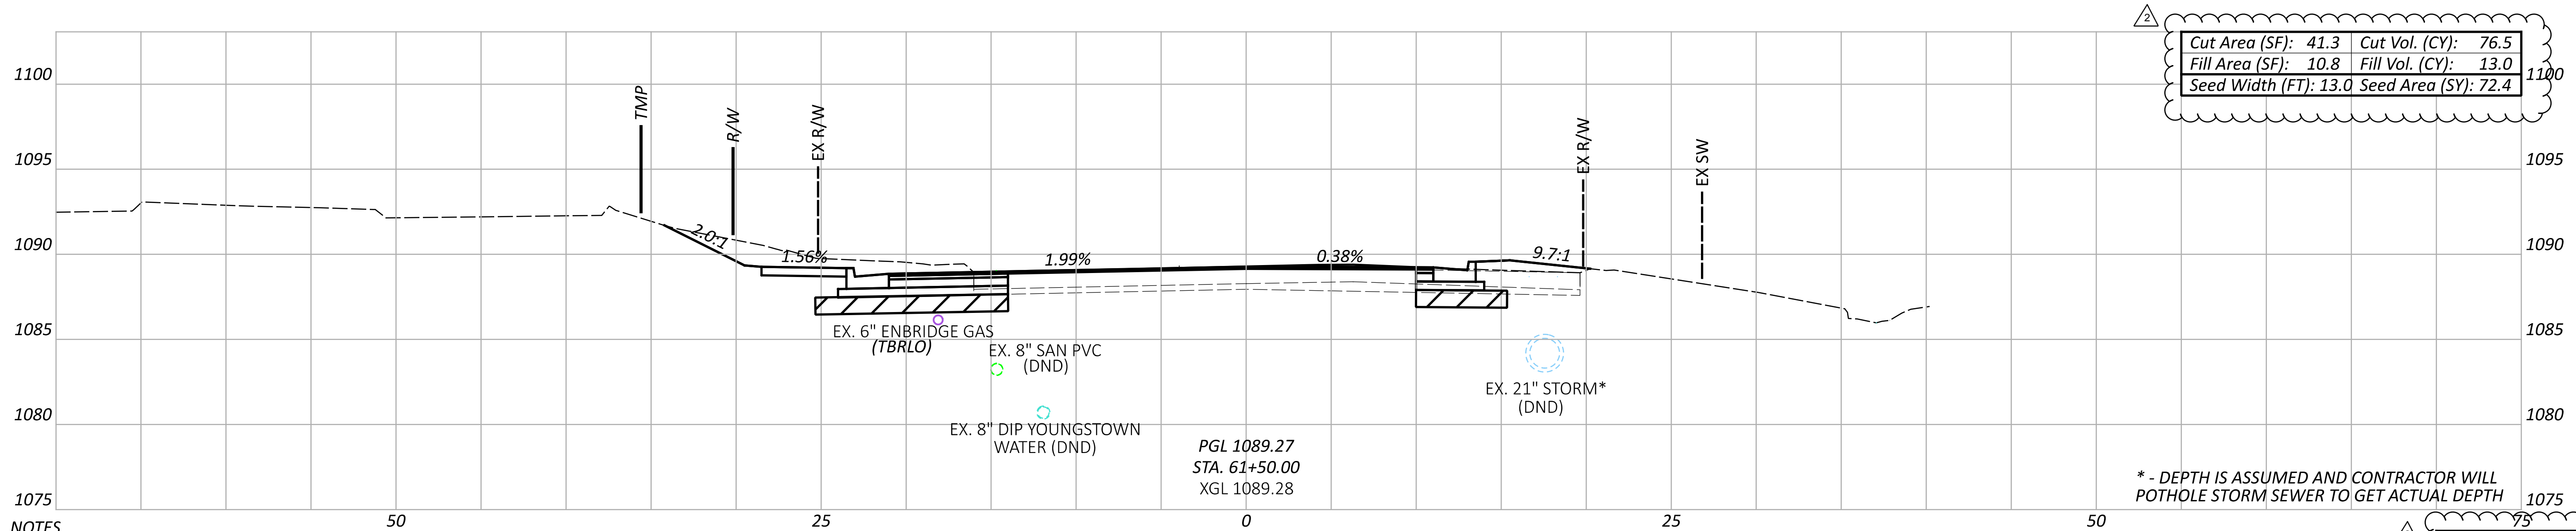 2
Cut Area (SF): 41.3 Cut Vol. (CY): 76.5
Fill Area (SF): 10.8 Fill Vol. (CY): 13.0
Seed Width (FT): 13.0 Seed Area (SY): 72.4
1100 1100
TMP
R/W
EX R/W
EX R/W
EX SW
1095 1095
1090 1090
2.0:1
1.56%
1.99%
0.38%
9.7:1
1085 1085
EX. 6" ENBRIDGE GAS
(TBRLO)
EX. 8" SAN PVC
(DND)
EX. 21" STORM*
(DND)
1080 1080
EX. 8" DIP YOUNGSTOWN
WATER (DND)
PGL 1089.27
STA. 61+50.00
XGL 1089.28
* - DEPTH IS ASSUMED AND CONTRACTOR WILL
POTHOLE STORM SEWER TO GET ACTUAL DEPTH
1075 1075
50 25 0 25 50 75
NOTES